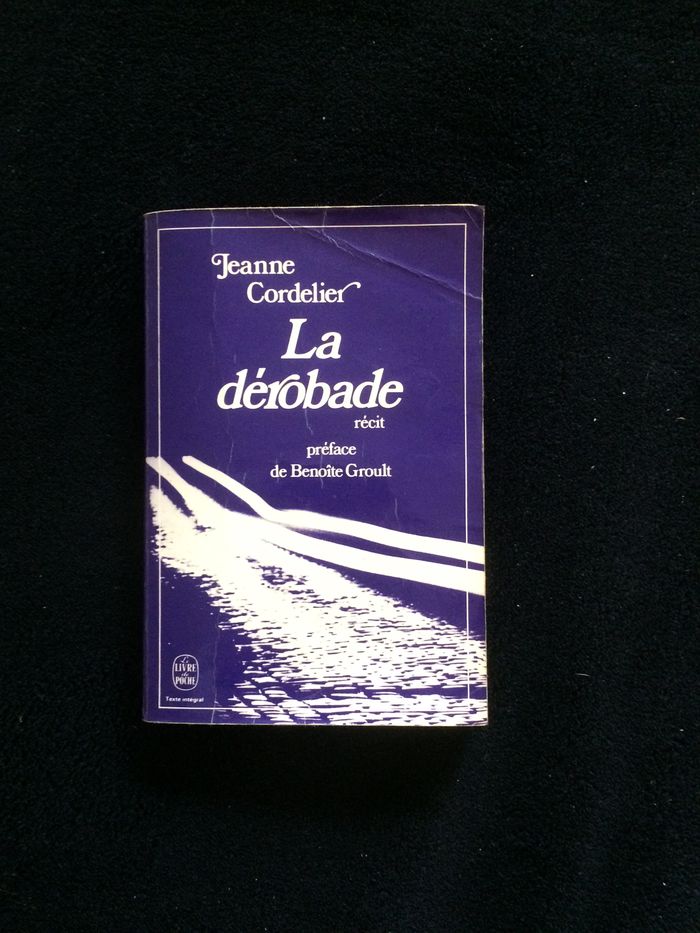 Jeanne
Cordelier
La
dérobade
récit
préface
de Benoîte Groult
Le
LIVRE
de
POCHE
Texte intégral